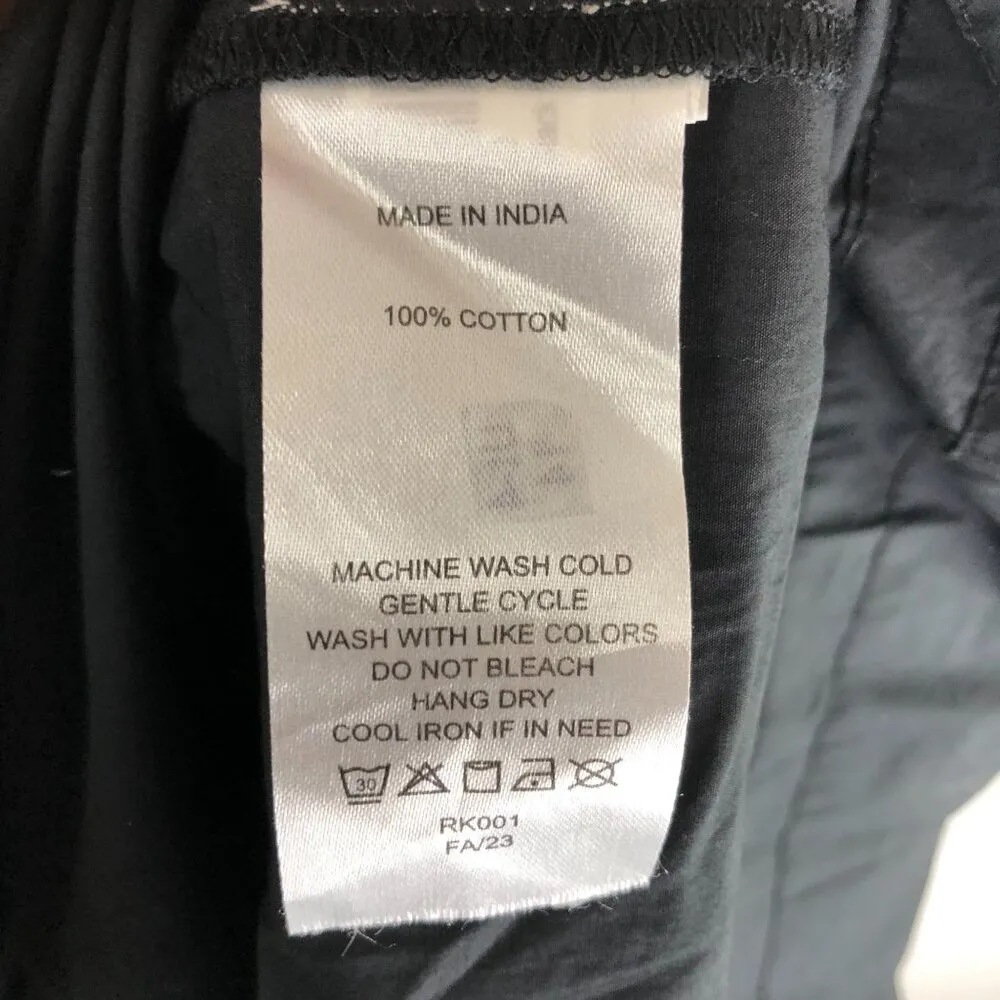 MADE IN INDIA
100% COTTON
MACHINE WASH COLD
GENTLE CYCLE
WASH WITH LIKE COLORS
DO NOT BLEACH
HANG DRY
COOL IRON IF IN NEED
30
RK001
FA/23